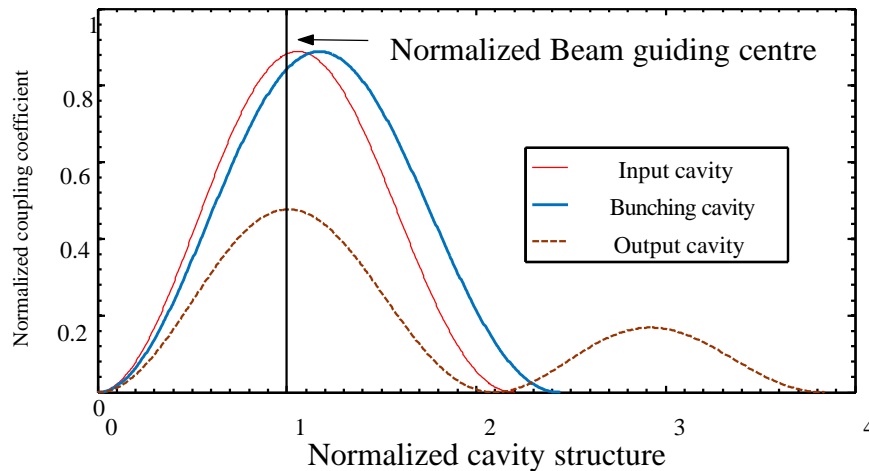 1
Normalized Beam guiding centre
0.8
0.6
0.4
0.2
0
Normalized coupling coefficient
Input cavity
Bunching cavity
Output cavity
0 1 2 3 4
Normalized cavity structure